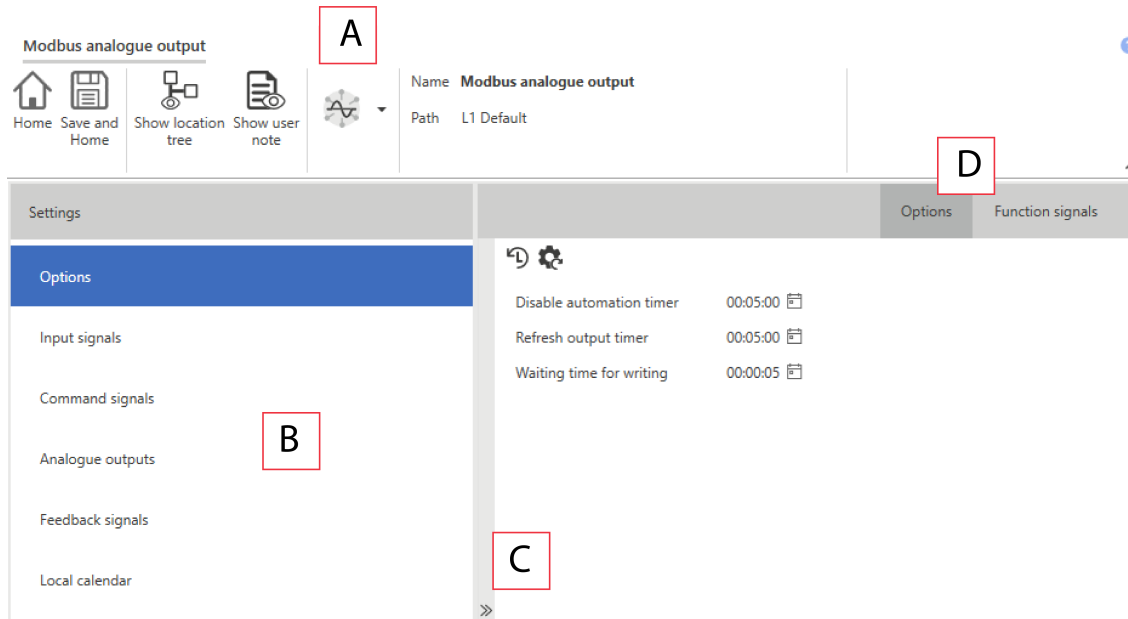 A
Modbus analogue output
Home
Save and
Home
Show location
tree
Show user
note
Name Modbus analogue output
Path L1 Default
D
Settings
Options Function signals
Options
Input signals
Command signals
B
Analogue outputs
Feedback signals
Local calendar
Disable automation timer 00:05:00
Refresh output timer 00:05:00
Waiting time for writing 00:00:05
C